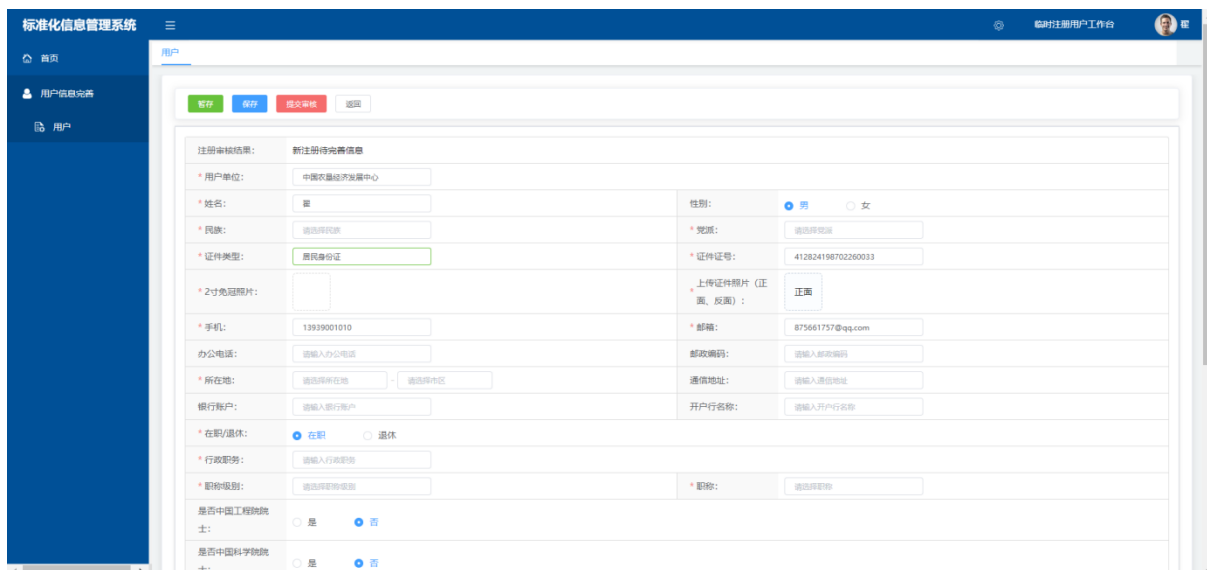 标准化信息管理系统
临时注册用户工作台
翟
首页
用户
用户信息完善
用户
暂存 保存 提交审核 返回
注册审核结果： 新注册待完善信息
* 用户单位： 中国农垦经济发展中心
* 姓名： 翟 性别： 男 女
* 民族： 请选择民族 * 党派： 请选择党派
* 证件类型： 居民身份证 * 证件证号： 412824198702260033
* 2寸免冠照片： * 上传证件照片（正
面、反面）： 正面
* 手机： 13939001010 * 邮箱： 875661757@qq.com
办公电话： 请输入办公电话 邮政编码： 请输入邮政编码
* 所在地： 请选择所在地 - 请选择市区 通信地址： 请输入通信地址
银行账户： 请输入银行账户 开户行名称： 请输入开户行名称
* 在职/退休： 在职 退休
* 行政职务： 请输入行政职务
* 职称级别： 请选择职称级别 * 职称： 请选择职称
是否中国工程院院
士： 是 否
是否中国科学院院
士： 是 否